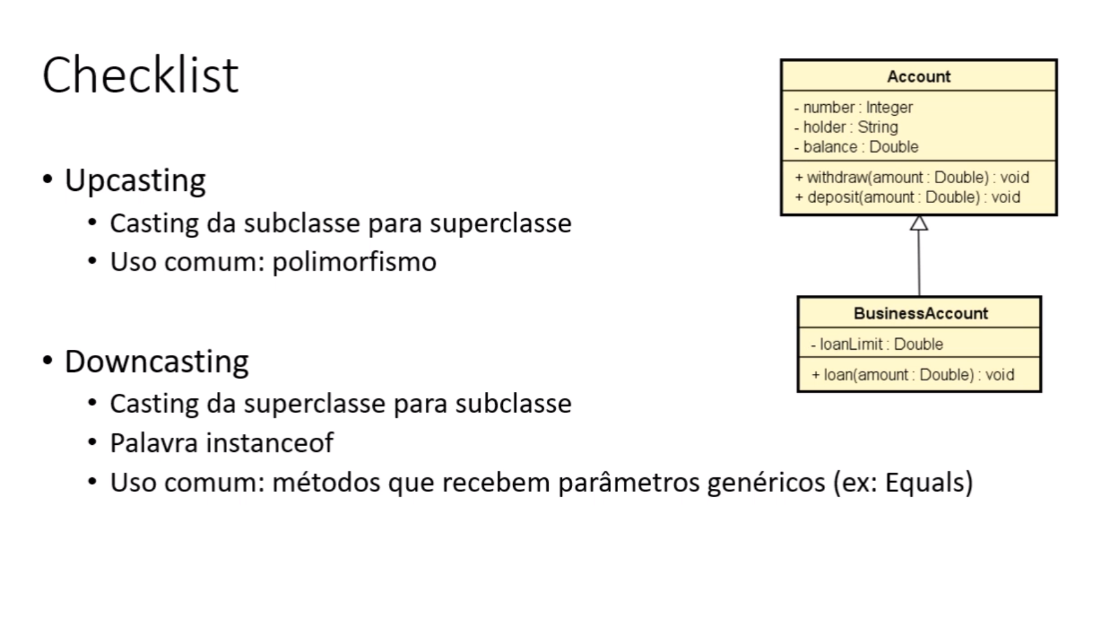 Checklist
• Upcasting
• Casting da subclasse para superclasse
• Uso comum: polimorfismo
• Downcasting
• Casting da superclasse para subclasse
• Palavra instanceof
• Uso comum: métodos que recebem parâmetros genéricos (ex: Equals)
Account
- number : Integer
- holder : String
- balance : Double
+ withdraw(amount : Double) : void
+ deposit(amount : Double) : void
BusinessAccount
- loanLimit : Double
+ loan(amount : Double) : void